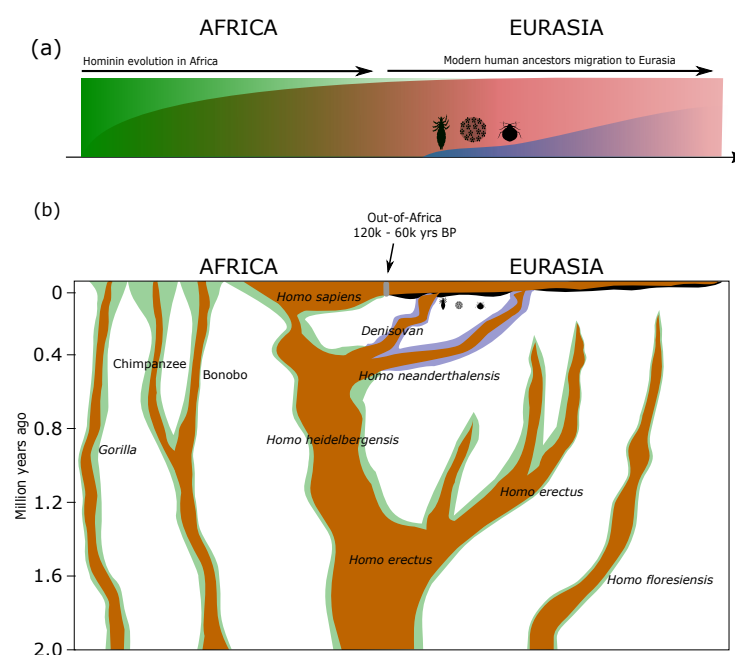 AFRICA
EURASIA
(a)
Hominin evolution in Africa
Modern human ancestors migration to Eurasia
(b)
Out-of-Africa
120k - 60k yrs BP
AFRICA
EURASIA
0
Homo sapiens
Denisovan
0.4
Chimpanzee
Bonobo
Homo neanderthalensis
0.8
Homo heidelbergensis
Gorilla
Million years ago
1.2
Homo erectus
Homo erectus
1.6
Homo floresiensis
2.0